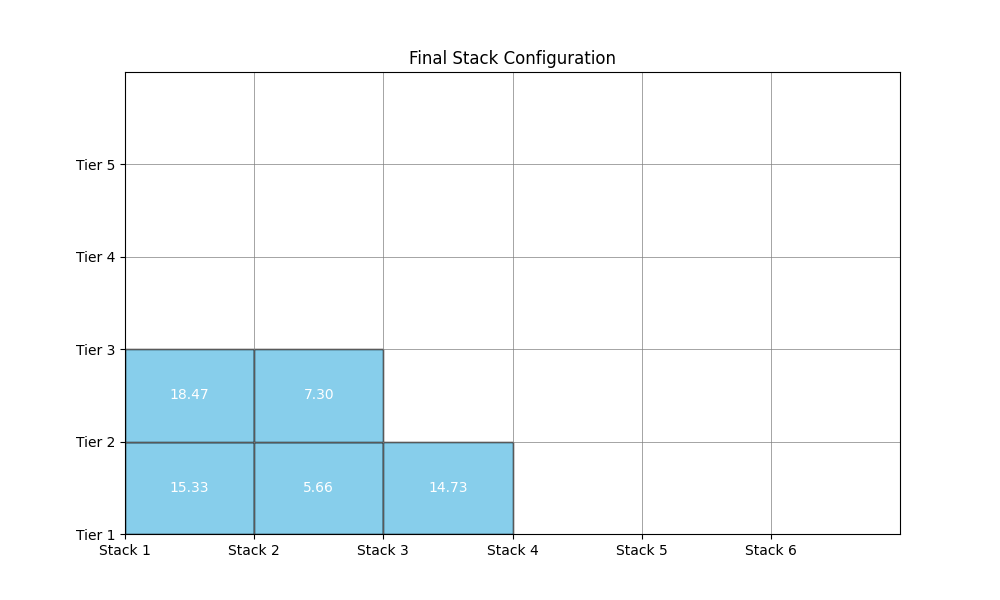 Final Stack Configuration
Tier 5
Tier 4
Tier 3
18.47 7.30
Tier 2
15.33 5.66 14.73
Tier 1
Stack 1 Stack 2 Stack 3 Stack 4 Stack 5 Stack 6